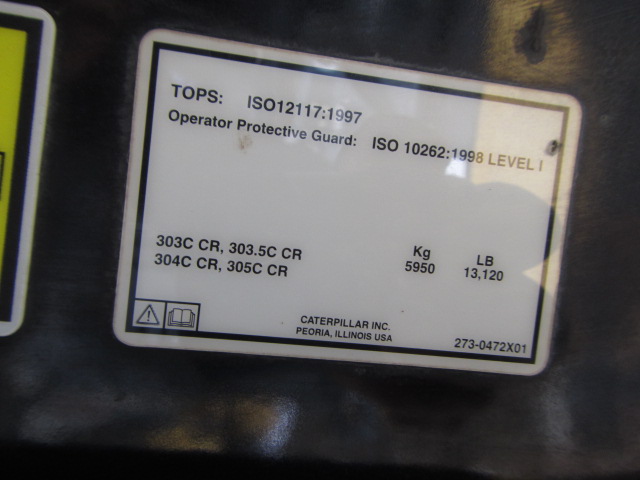 TOPS: ISO12117:1997
Operator Protective Guard: ISO 10262:1998 LEVEL I
303C CR, 303.5C CR Kg LB
304C CR, 305C CR 5950 13,120
CATERPILLAR INC.
PEORIA, ILLINOIS USA
273-0472X01